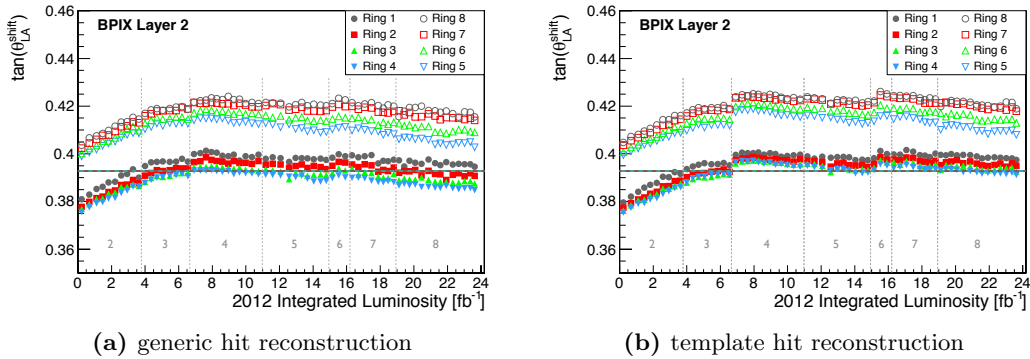 BPIX Layer 2
Ring 1 Ring 8
Ring 2 Ring 7
Ring 3 Ring 6
Ring 4 Ring 5
tan(θ_LA^shift)
0.46
0.44
0.42
0.4
0.38
0.36
2 3 4 5 6 7 8
0 2 4 6 8 10 12 14 16 18 20 22 24
2012 Integrated Luminosity [fb⁻¹]
(a) generic hit reconstruction
BPIX Layer 2
Ring 1 Ring 8
Ring 2 Ring 7
Ring 3 Ring 6
Ring 4 Ring 5
tan(θ_LA^shift)
0.46
0.44
0.42
0.4
0.38
0.36
2 3 4 5 6 7 8
0 2 4 6 8 10 12 14 16 18 20 22 24
2012 Integrated Luminosity [fb⁻¹]
(b) template hit reconstruction